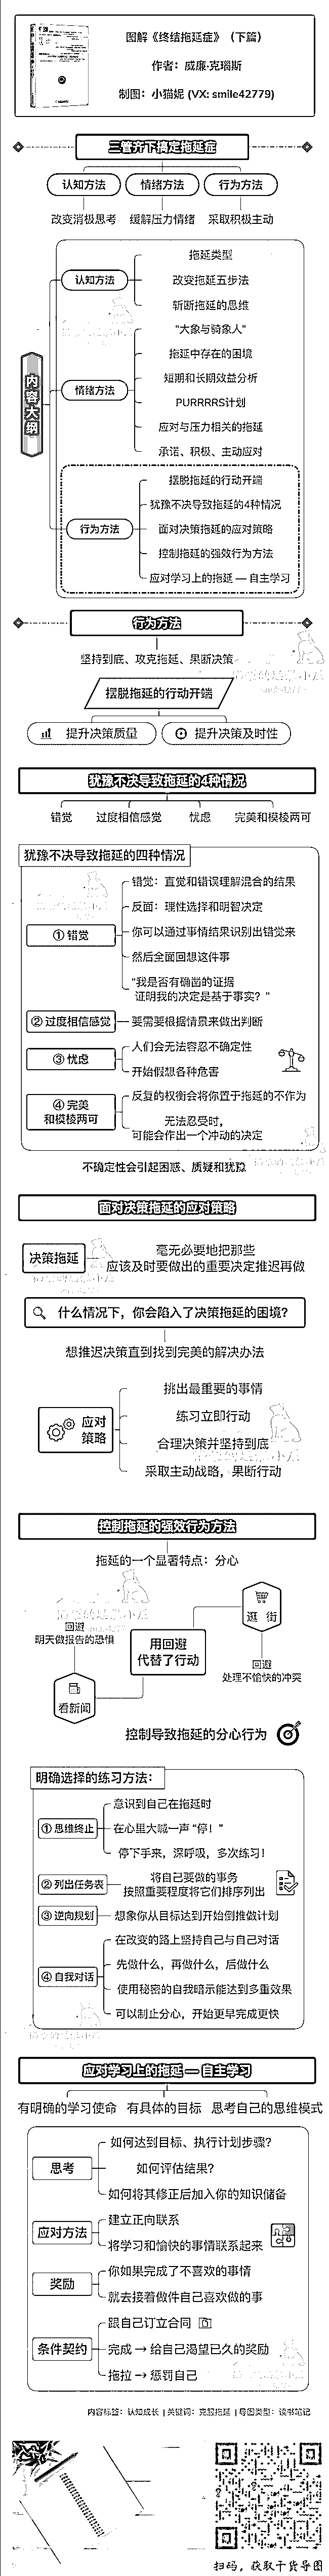 图解《终结拖延症》（下篇）
作者：威廉·克瑙斯
制图：小猫妮 (VX: smile42779)
三管齐下搞定拖延症
认知方法 情绪方法 行为方法
改变消极思考 缓解压力情绪 采取积极主动
内容大纲
认知方法
拖延类型
改变拖延五步法
斩断拖延的思维
情绪方法
“大象与骑象人”
拖延中存在的困境
短期和长期效益分析
PURRRRS计划
应对与压力相关的拖延
承诺、积极、主动应对
行为方法
摆脱拖延的行动开端
犹豫不决导致拖延的4种情况
面对决策拖延的应对策略
控制拖延的强效行为方法
应对学习上的拖延 — 自主学习
行为方法
坚持到底、攻克拖延、果断决策
摆脱拖延的行动开端
提升决策质量 提升决策及时性
犹豫不决导致拖延的4种情况
错觉 过度相信感觉 忧虑 完美和模棱两可
犹豫不决导致拖延的四种情况
① 错觉
错觉：直觉和错误理解混合的结果
反面：理性选择和明智决定
你可以通过事情结果识别出错觉来
然后全面回想这件事
“我是否有确凿的证据
证明我的决定是基于事实？”
② 过度相信感觉
要需要根据情景来做出判断
③ 忧虑
人们会无法容忍不确定性
开始假想各种危害
④ 完美
和模棱两可
反复的权衡会将你置于拖延的不作为
无法忍受时，
可能会作出一个冲动的决定
不确定性会引起困惑、质疑和犹豫
面对决策拖延的应对策略
决策拖延
毫无必要地把那些
应该及时要做出的重要决定推迟再做
什么情况下，你会陷入了决策拖延的困境？
想推迟决策直到找到完美的解决办法
应对
策略
挑出最重要的事情
练习立即行动
合理决策并坚持到底
采取主动战略，果断行动
控制拖延的强效行为方法
拖延的一个显著特点：分心
逛 街
回避
明天做报告的恐惧
用回避
代替了行动
回避
处理不愉快的冲突
看新闻
控制导致拖延的分心行为
明确选择的练习方法：
① 思维终止
意识到自己在拖延时
在心里大喊一声“停！”
停下手来，深呼吸，多次练习！
② 列出任务表
将自己要做的事务
按照重要程度将它们排序列出
③ 逆向规划
想象你从目标达到开始倒推做计划
④ 自我对话
在改变的路上坚持自己与自己对话
先做什么，再做什么，后做什么
使用秘密的自我暗示能达到多重效果
可以制止分心，开始更早完成更快
应对学习上的拖延 — 自主学习
有明确的学习使命 有具体的目标 思考自己的思维模式
思考
如何达到目标、执行计划步骤？
如何评估结果？
如何将其修正后加入你的知识储备
应对方法
建立正向联系
将学习和愉快的事情联系起来
奖励
你如果完成了不喜欢的事情
就去接着做件自己喜欢做的事
条件契约
跟自己订立合同
完成 → 给自己渴望已久的奖励
拖拉 → 惩罚自己
内容标签：认知成长 | 关键词：克服拖延 | 导图类型：读书笔记
扫码，获取干货导图